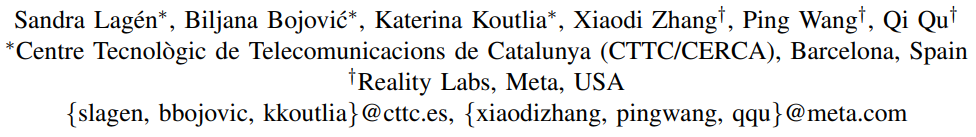 Sandra Lagén*, Biljana Bojović*, Katerina Koutlia*, Xiaodi Zhang†, Ping Wang†, Qi Qu†
*Centre Tecnològic de Telecomunicacions de Catalunya (CTTC/CERCA), Barcelona, Spain
†Reality Labs, Meta, USA
{slagen, bbojovic, kkoutlia}@cttc.es, {xiaodizhang, pingwang, qqu}@meta.com